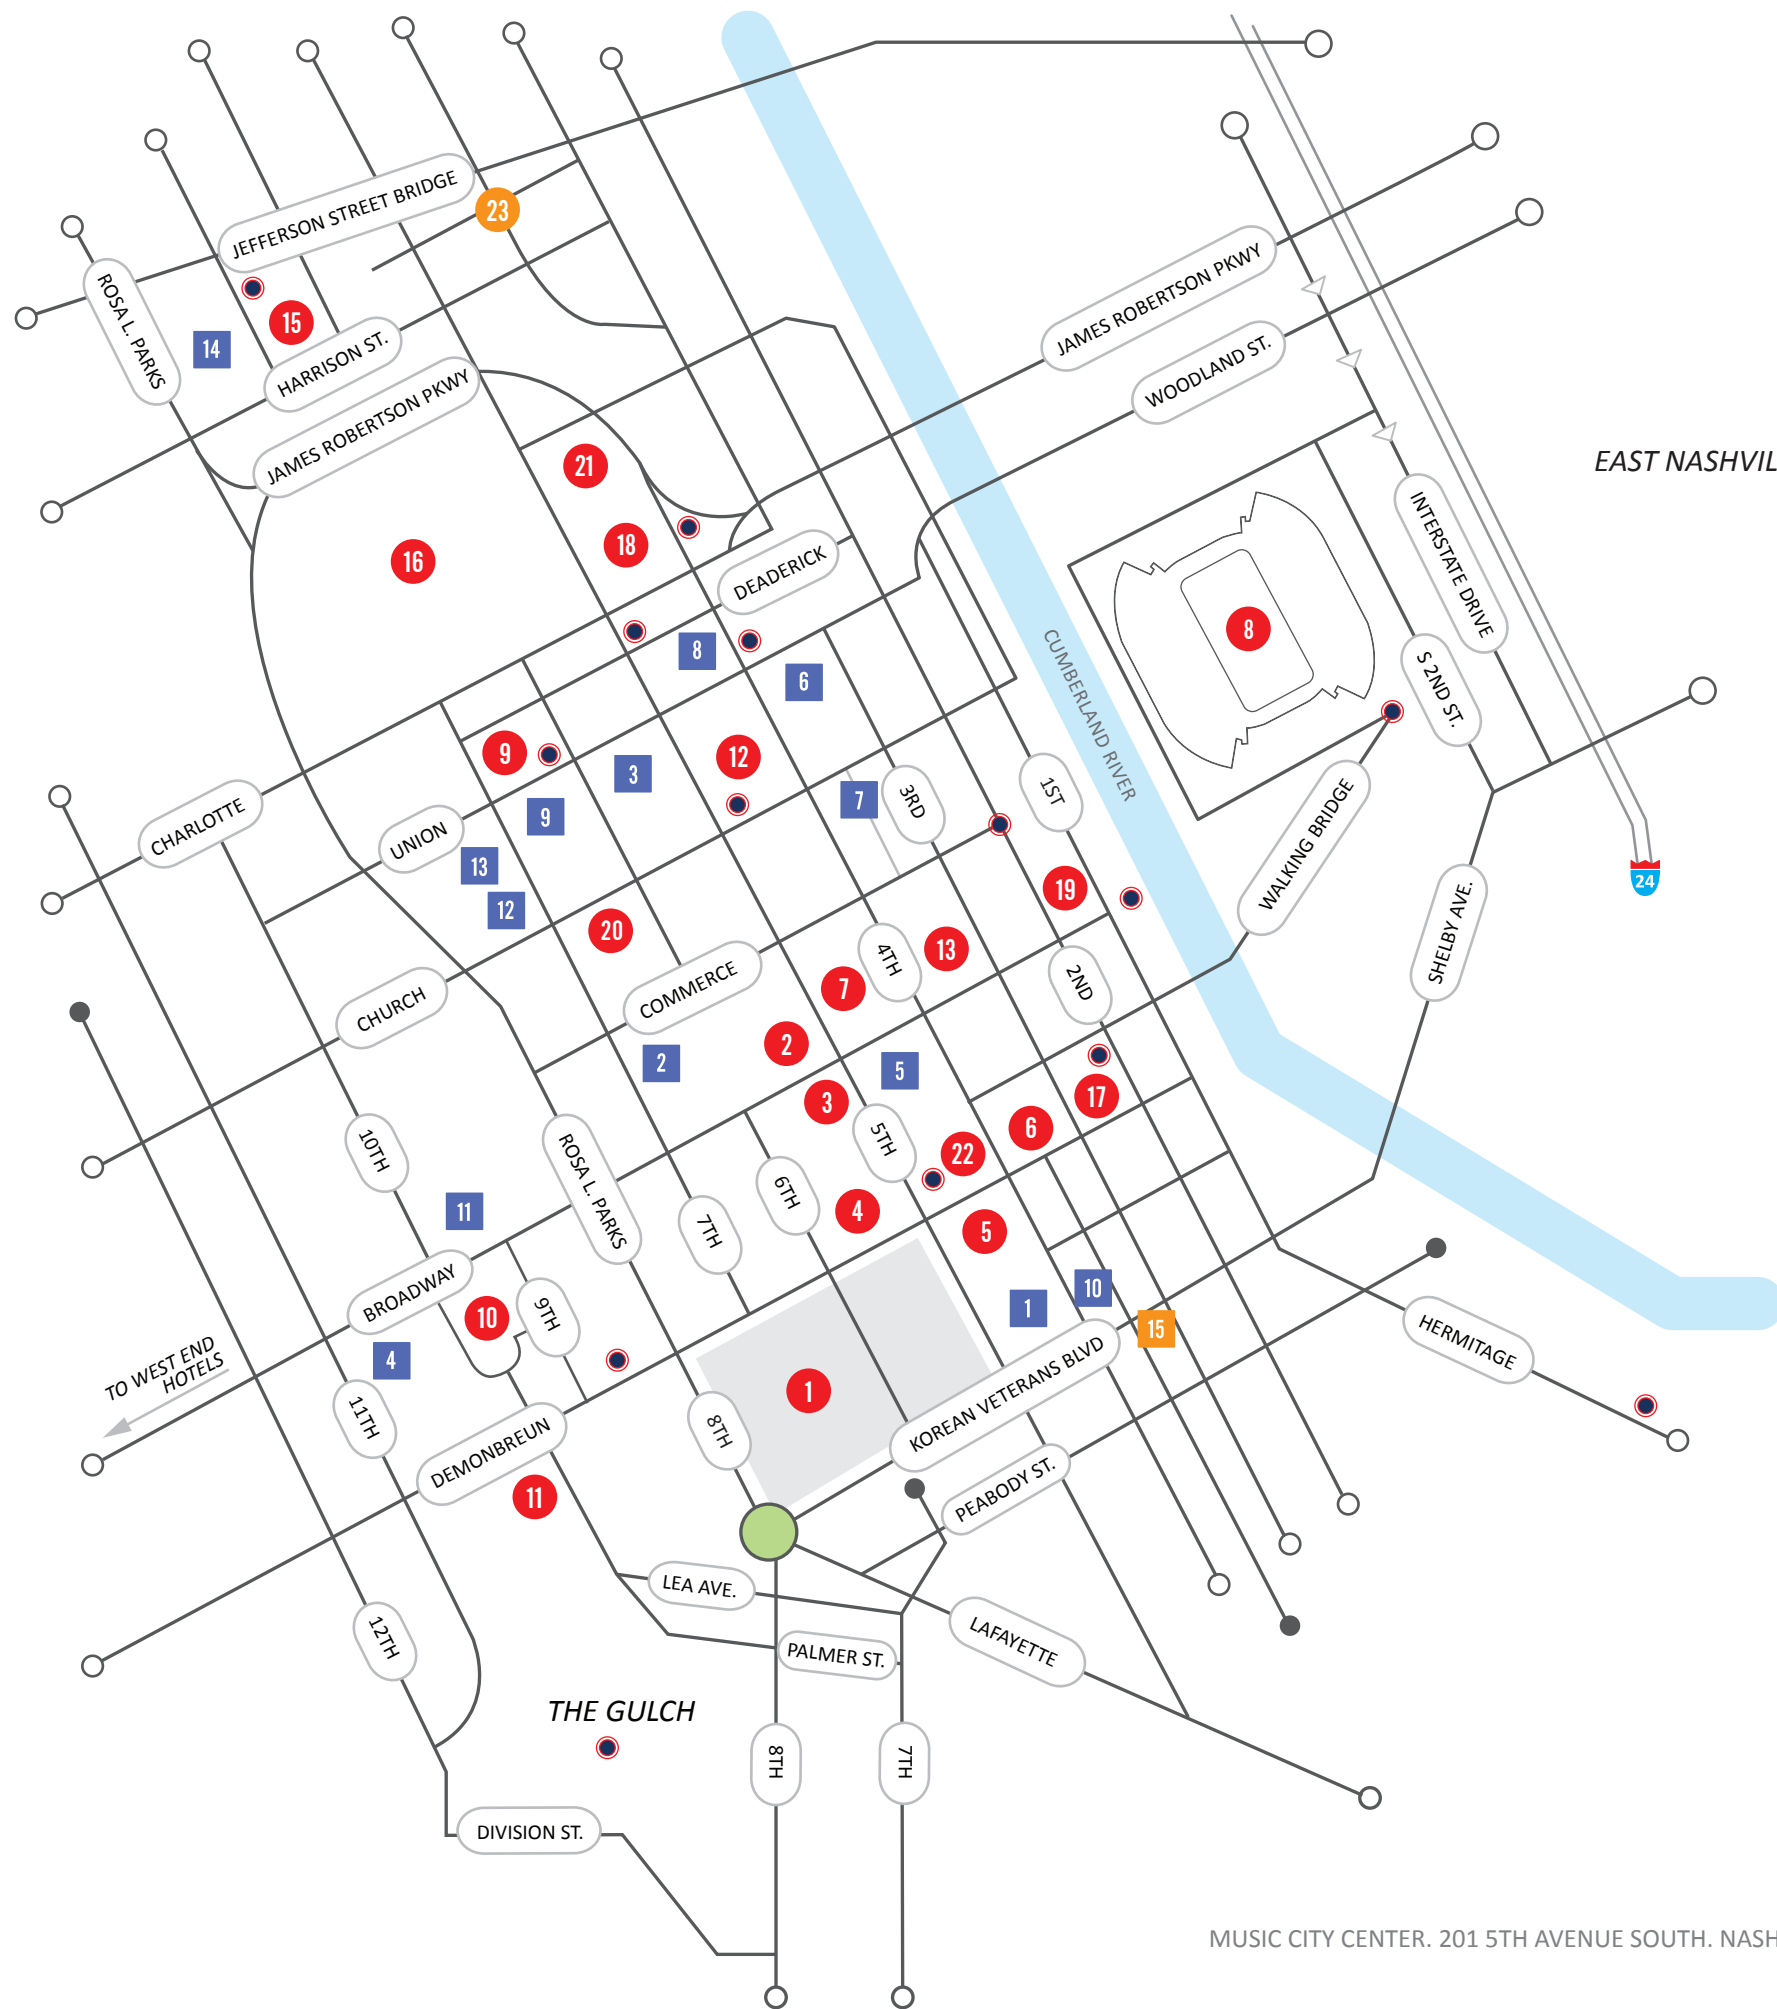 JEFFERSON STREET BRIDGE
23
ROSA L. PARKS
15
14
HARRISON ST.
JAMES ROBERTSON PKWY
JAMES ROBERTSON PKWY
WOODLAND ST.
EAST NASHVIL
21
18
16
DEADERICK
INTERSTATE DRIVE
8
8
6
S 2ND ST.
CUMBERLAND RIVER
9
12
3
7
3RD
1ST
CHARLOTTE
UNION
9
13
12
WALKING BRIDGE
24
19
20
SHELBY AVE.
4TH
13
COMMERCE
7
2ND
CHURCH
2
2
5
3
17
6
5TH
22
10TH
ROSA L. PARKS
6TH
4
11
7TH
5
BROADWAY
10
9TH
1
10
15
HERMITAGE
TO WEST END
HOTELS
4
1
KOREAN VETERANS BLVD
11TH
8TH
DEMONBREUN
11
PEABODY ST.
LEA AVE.
12TH
PALMER ST.
LAFAYETTE
THE GULCH
8TH
7TH
DIVISION ST.
MUSIC CITY CENTER. 201 5TH AVENUE SOUTH. NASH